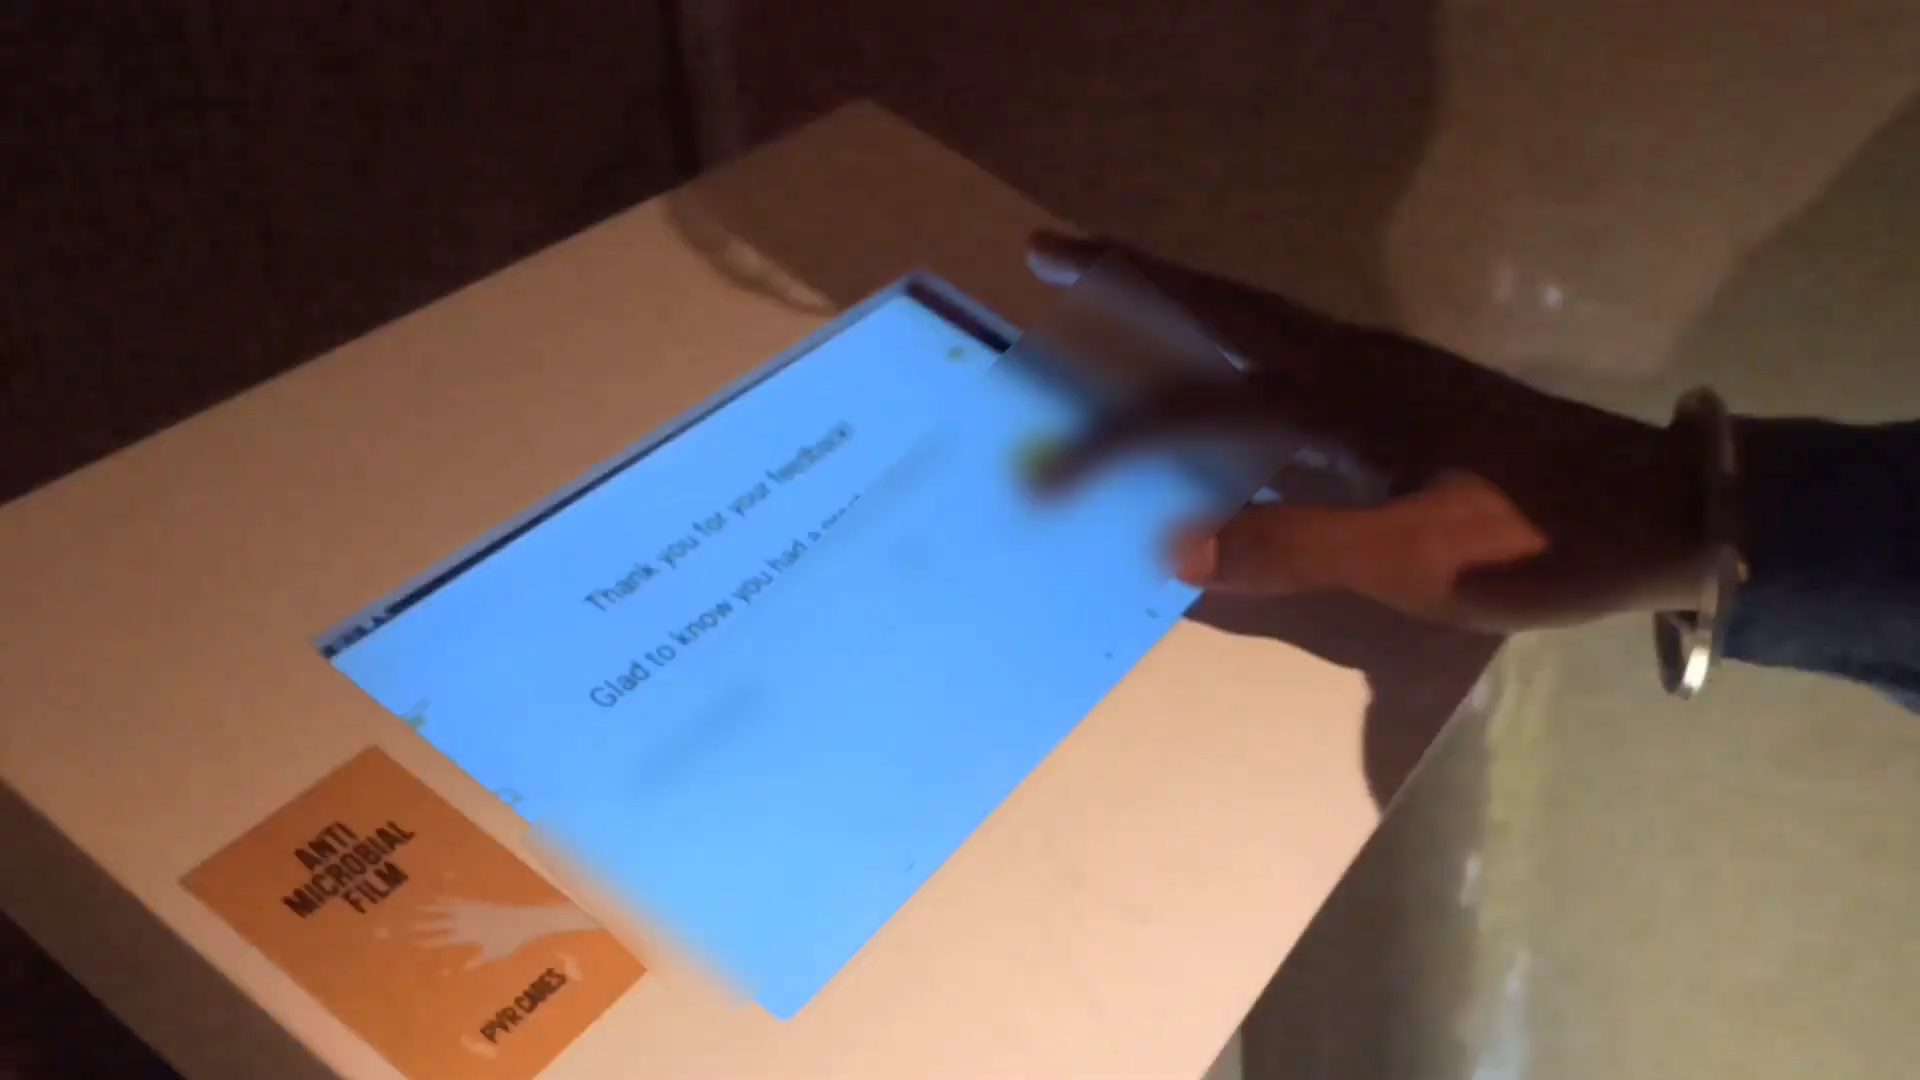 Thank you for your feedback!
Glad to know you had a
ANTI
MICROBIAL
FILM
PVR CARES